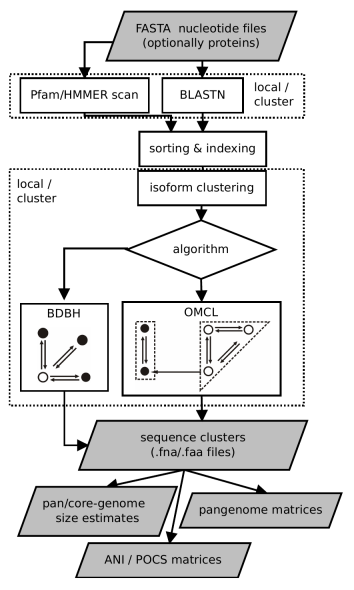 FASTA nucleotide files
(optionally proteins)
Pfam/HMMER scan
BLASTN
local /
cluster
sorting & indexing
local /
cluster
isoform clustering
algorithm
BDBH
OMCL
sequence clusters
(.fna/.faa files)
pan/core-genome
size estimates
pangenome matrices
ANI / POCS matrices